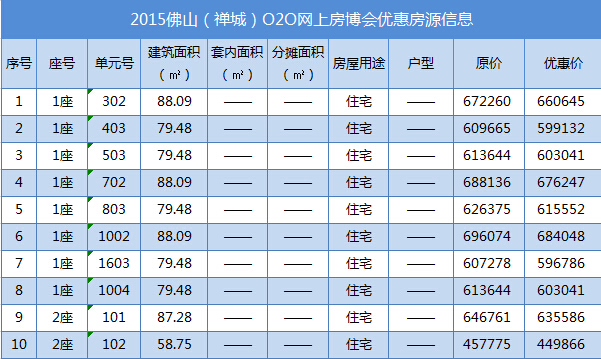 2015佛山（禅城）O2O网上房博会优惠房源信息
序号 座号 单元号 建筑面积（㎡） 套内面积（㎡） 分摊面积（㎡） 房屋用途 户型 原价 优惠价
1 1座 302 88.09 —— —— 住宅 —— 672260 660645
2 1座 403 79.48 —— —— 住宅 —— 609665 599132
3 1座 503 79.48 —— —— 住宅 —— 613644 603041
4 1座 702 88.09 —— —— 住宅 —— 688136 676247
5 1座 803 79.48 —— —— 住宅 —— 626375 615552
6 1座 1002 88.09 —— —— 住宅 —— 696074 684048
7 1座 1603 79.48 —— —— 住宅 —— 607278 596786
8 1座 1004 79.48 —— —— 住宅 —— 613644 603041
9 2座 101 87.28 —— —— 住宅 —— 646761 635586
10 2座 102 58.75 —— —— 住宅 —— 457775 449866